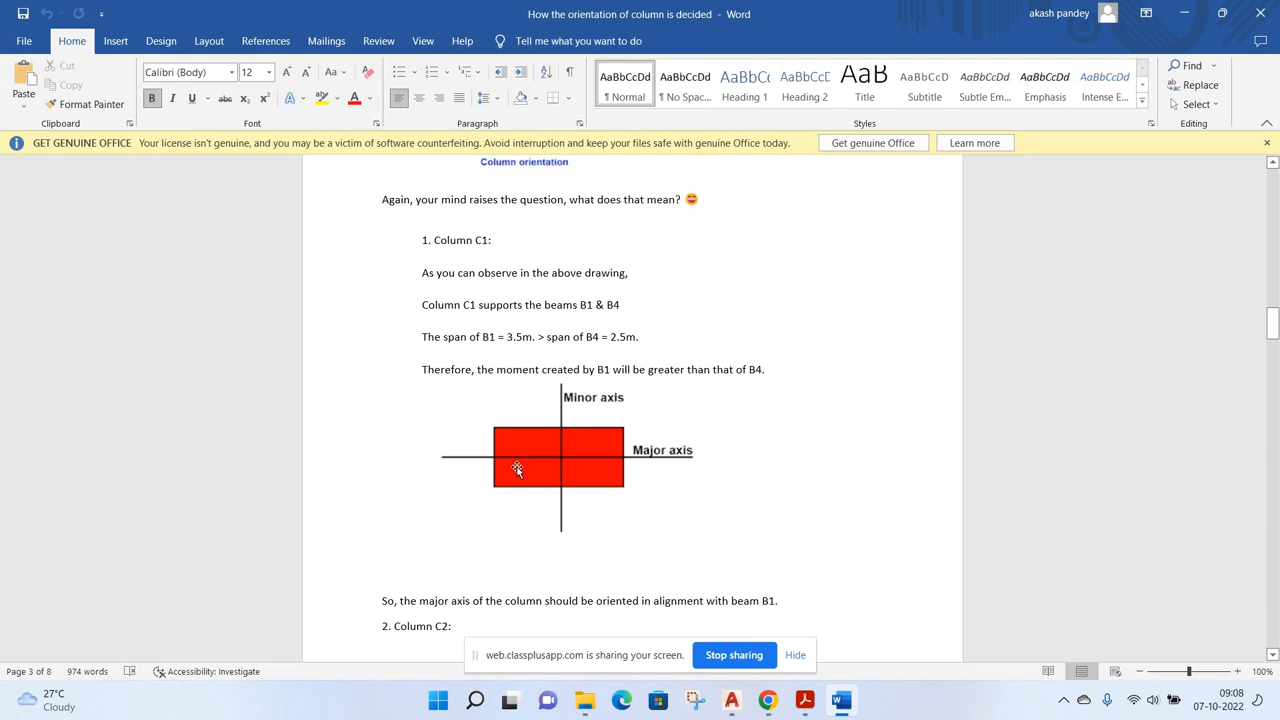 How the orientation of column is decided - Word
akash pandey
File Home Insert Design Layout References Mailings Review View Help Tell me what you want to do
Paste
Cut
Copy
Format Painter
Clipboard
Calibri (Body) 12
Aa
B I U abc x₂ x² A A
Font
Paragraph
AaBbCcDd AaBbCcDd AaBbCc AaBbCcD AaB AaBbCcD AaBbCcDd AaBbCcDd AaBbCcDd
¶ Normal ¶ No Spac... Heading 1 Heading 2 Title Subtitle Subtle Em... Emphasis Intense E...
Styles
Find
Replace
Select
Editing
GET GENUINE OFFICE Your license isn't genuine, and you may be a victim of software counterfeiting. Avoid interruption and keep your files safe with genuine Office today. Get genuine Office Learn more
Column orientation
Again, your mind raises the question, what does that mean? 😄
1. Column C1:
As you can observe in the above drawing,
Column C1 supports the beams B1 & B4
The span of B1 = 3.5m. > span of B4 = 2.5m.
Therefore, the moment created by B1 will be greater than that of B4.
Minor axis
Major axis
So, the major axis of the column should be oriented in alignment with beam B1.
2. Column C2:
web.classplusapp.com is sharing your screen. Stop sharing Hide
Page 3 of 8 974 words Accessibility: Investigate 100%
27°C
Cloudy
09:08
07-10-2022